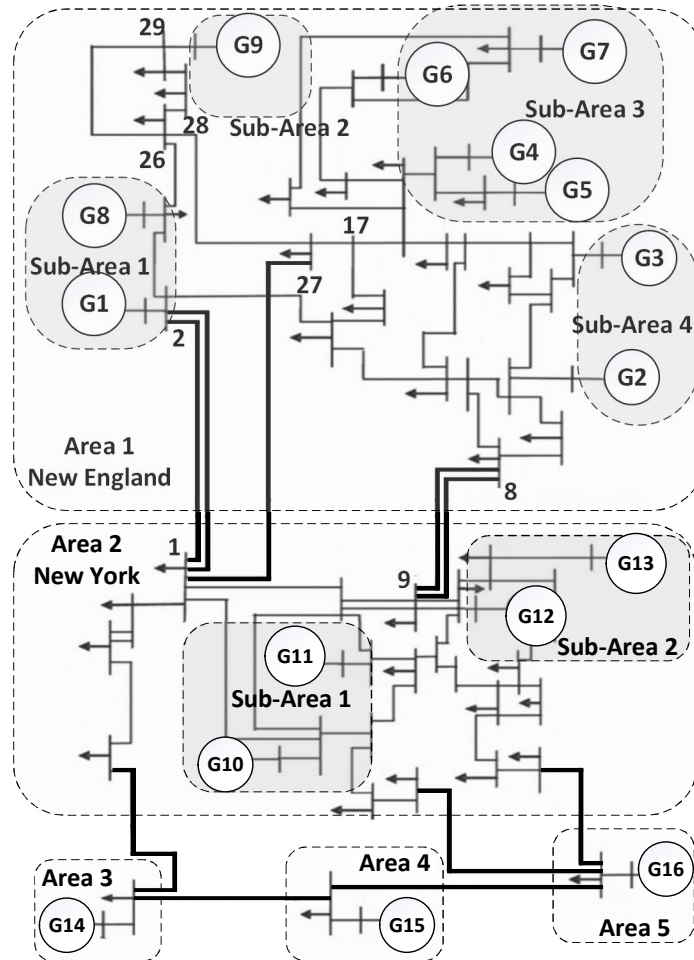 29
G9
G7
G6
Sub-Area 3
28
Sub-Area 2
26
G4
G5
G8
17
Sub-Area 1
G3
27
G1
Sub-Area 4
2
G2
Area 1
New England
8
Area 2
1
New York
9
G13
G12
G11
Sub-Area 2
Sub-Area 1
G10
Area 4
Area 3
G16
G14
G15
Area 5